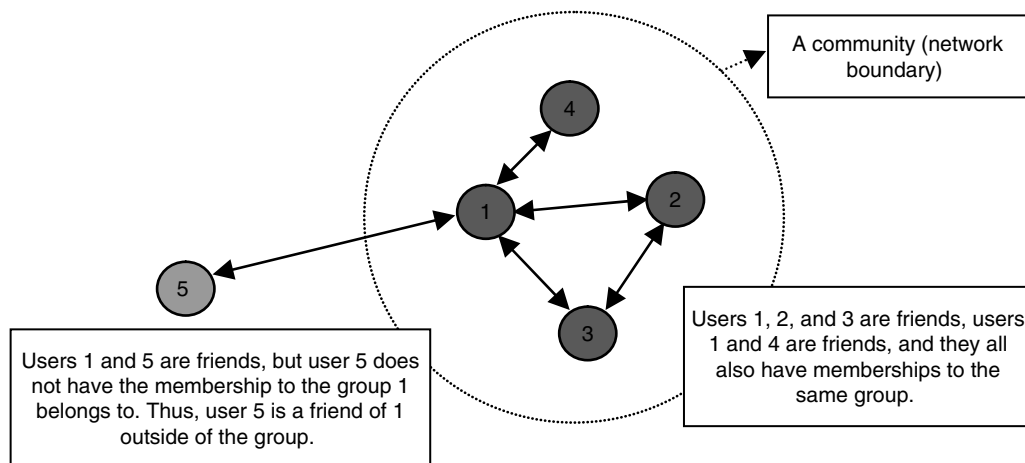 A community (network
boundary)
4
1
2
5
3
Users 1, 2, and 3 are friends, users
1 and 4 are friends, and they all
also have memberships to the
same group.
Users 1 and 5 are friends, but user 5 does
not have the membership to the group 1
belongs to. Thus, user 5 is a friend of 1
outside of the group.